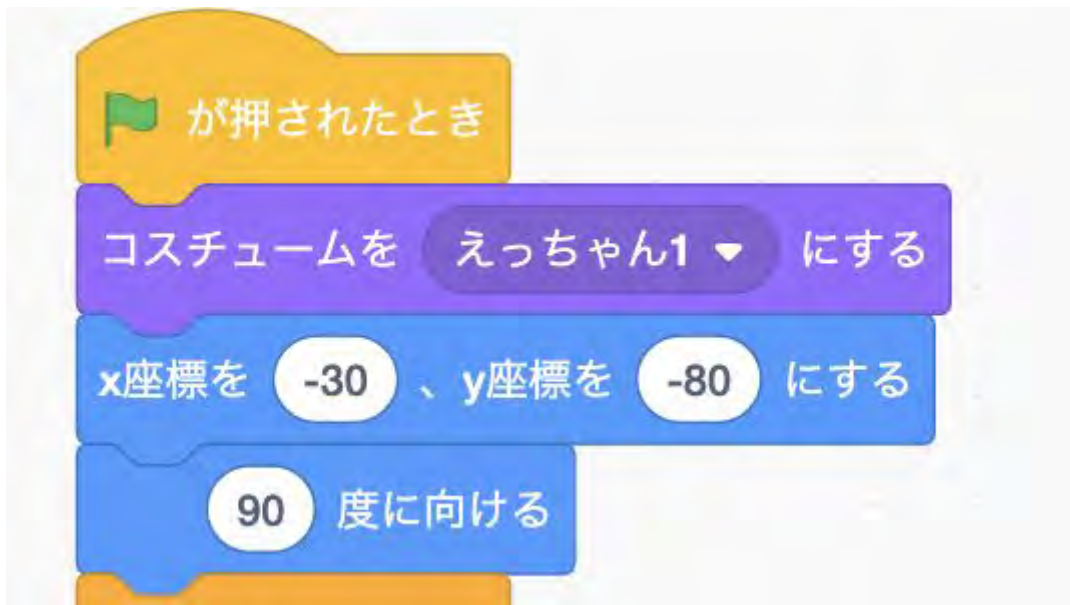 が押されたとき
コスチュームを えっちゃん1 にする
x座標を -30 、y座標を -80 にする
90 度に向ける